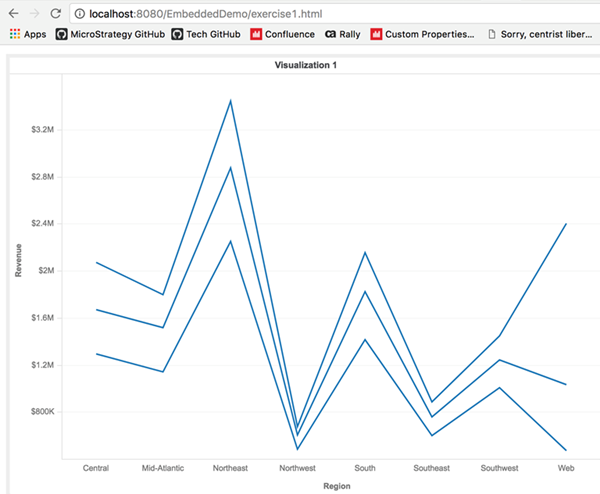 localhost:8080/EmbeddedDemo/exercise1.html
Apps MicroStrategy GitHub Tech GitHub Confluence ca Rally Custom Properties... Sorry, centrist liber...
Visualization 1
$3.2M
$2.8M
$2.4M
$2M
$1.6M
$1.2M
$800K
Revenue
Central Mid-Atlantic Northeast Northwest South Southeast Southwest Web
Region